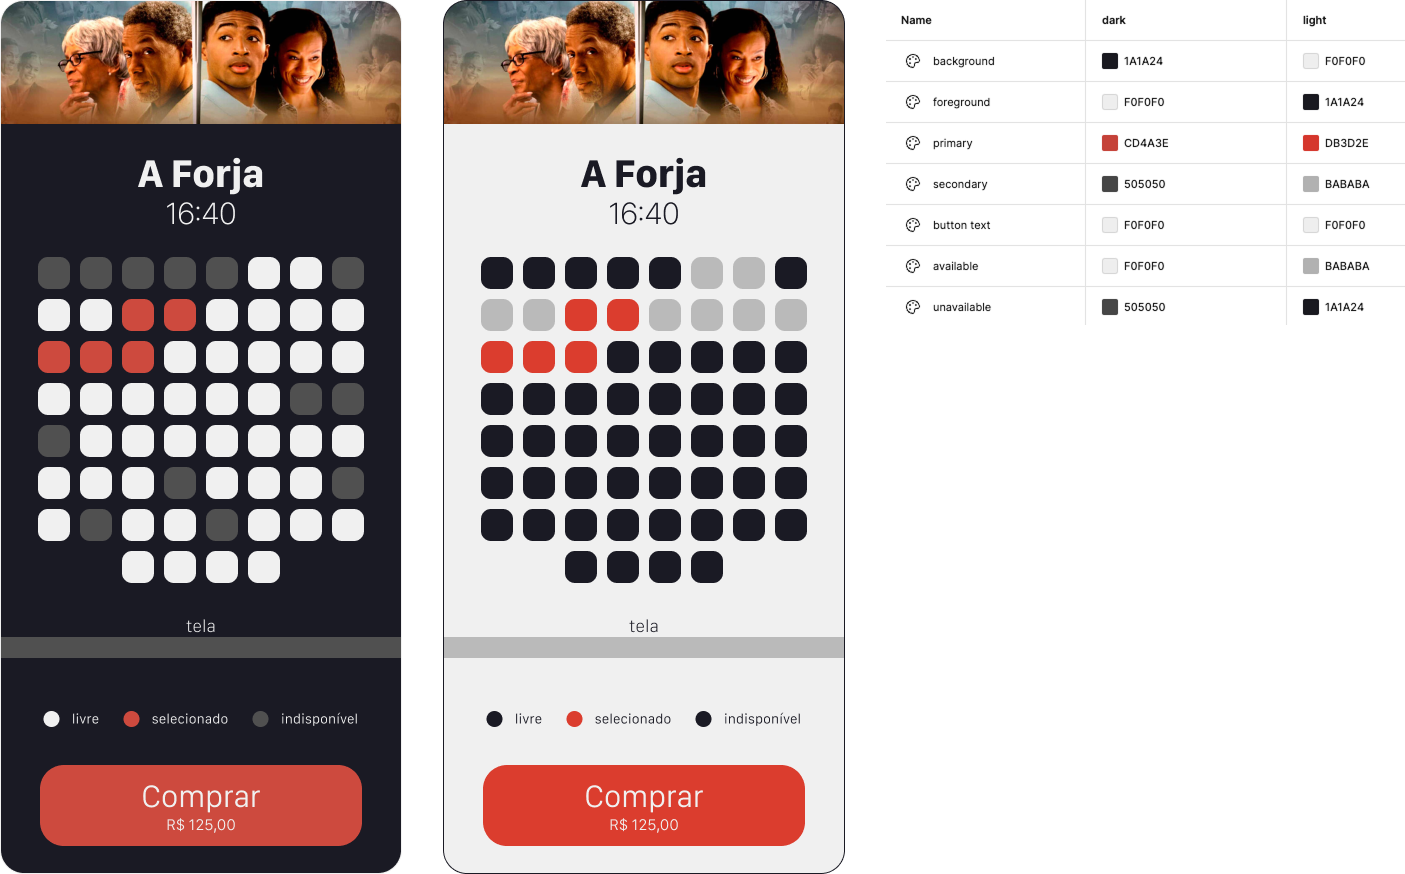 A Forja
16:40
tela
livre selecionado indisponível
Comprar
R$ 125,00
A Forja
16:40
tela
livre selecionado indisponível
Comprar
R$ 125,00
Name dark light
background 1A1A24 F0F0F0
foreground F0F0F0 1A1A24
primary CD4A3E DB3D2E
secondary 505050 BABABA
button text F0F0F0 F0F0F0
available F0F0F0 BABABA
unavailable 505050 1A1A24